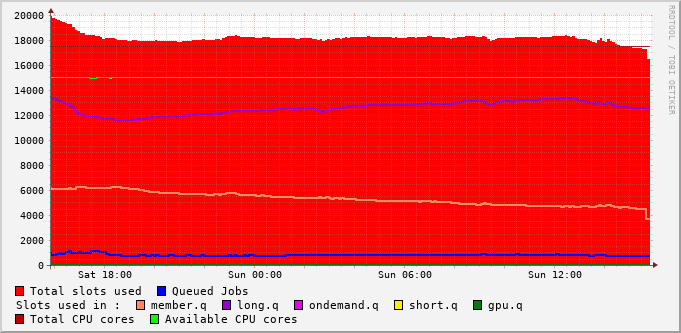 20000
18000
16000
14000
12000
10000
8000
6000
4000
2000
0
Sat 18:00 Sun 00:00 Sun 06:00 Sun 12:00
RRDTOOL / TOBI OETIKER
Total slots used Queued Jobs
Slots used in : member.q long.q ondemand.q short.q gpu.q
Total CPU cores Available CPU cores